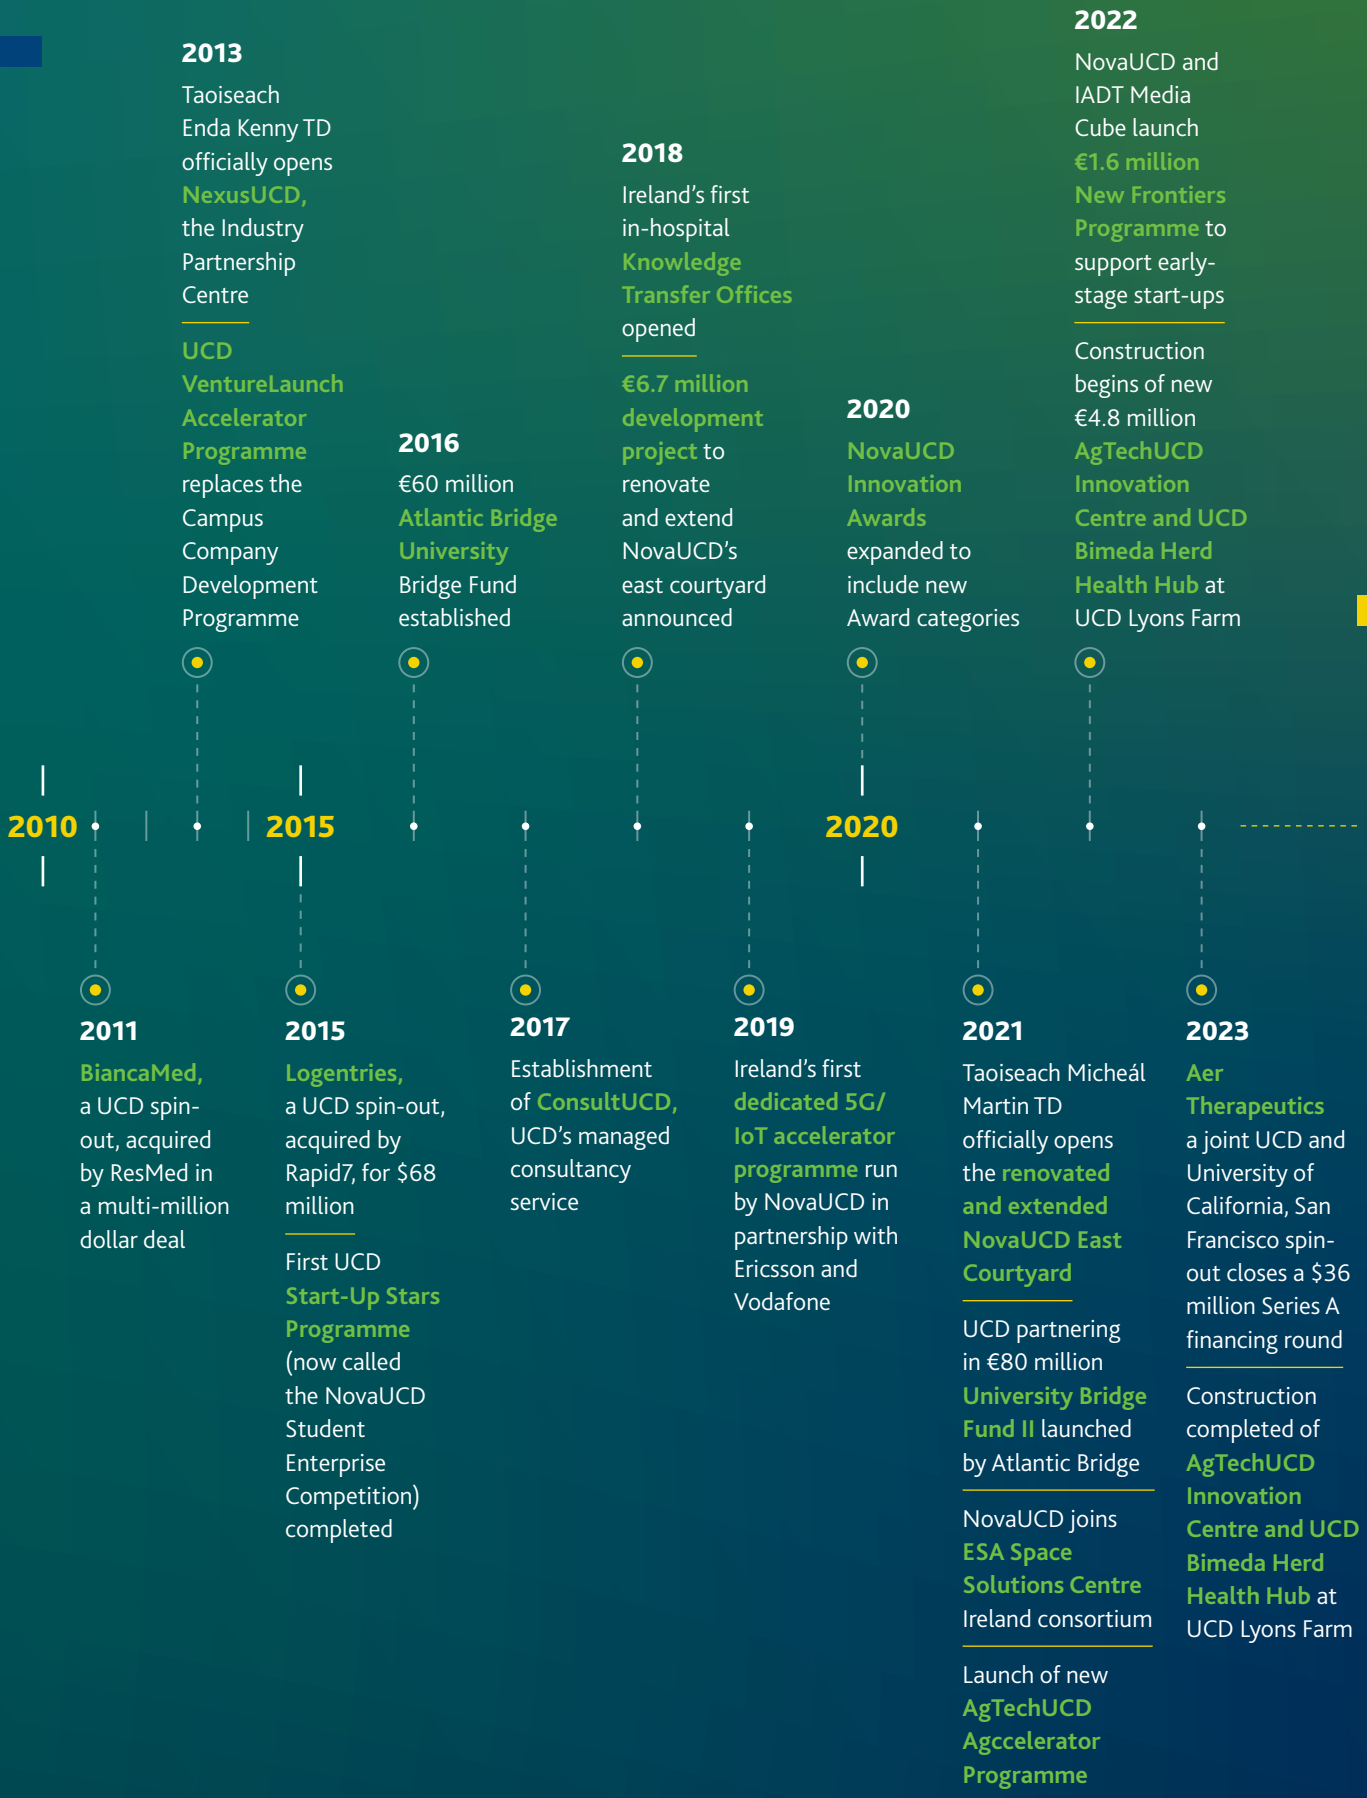 2013
Taoiseach
Enda Kenny TD
officially opens
NexusUCD,
the Industry
Partnership
Centre
UCD
VentureLaunch
Accelerator
Programme
replaces the
Campus
Company
Development
Programme
2016
€60 million
Atlantic Bridge
University
Bridge Fund
established
2018
Ireland's first
in-hospital
Knowledge
Transfer Offices
opened
€6.7 million
development
project to
renovate
and extend
NovaUCD's
east courtyard
announced
2020
NovaUCD
Innovation
Awards
expanded to
include new
Award categories
2022
NovaUCD and
IADT Media
Cube launch
€1.6 million
New Frontiers
Programme to
support early-
stage start-ups
Construction
begins of new
€4.8 million
AgTechUCD
Innovation
Centre and UCD
Bimeda Herd
Health Hub at
UCD Lyons Farm
2010
2015
2020
2011
BiancaMed,
a UCD spin-
out, acquired
by ResMed in
a multi-million
dollar deal
2015
Logentries,
a UCD spin-out,
acquired by
Rapid7, for $68
million
First UCD
Start-Up Stars
Programme
(now called
the NovaUCD
Student
Enterprise
Competition)
completed
2017
Establishment
of ConsultUCD,
UCD's managed
consultancy
service
2019
Ireland's first
dedicated 5G/
IoT accelerator
programme run
by NovaUCD in
partnership with
Ericsson and
Vodafone
2021
Taoiseach Micheál
Martin TD
officially opens
the renovated
and extended
NovaUCD East
Courtyard
UCD partnering
in €80 million
University Bridge
Fund II launched
by Atlantic Bridge
NovaUCD joins
ESA Space
Solutions Centre
Ireland consortium
Launch of new
AgTechUCD
Agccelerator
Programme
2023
Aer
Therapeutics
a joint UCD and
University of
California, San
Francisco spin-
out closes a $36
million Series A
financing round
Construction
completed of
AgTechUCD
Innovation
Centre and UCD
Bimeda Herd
Health Hub at
UCD Lyons Farm